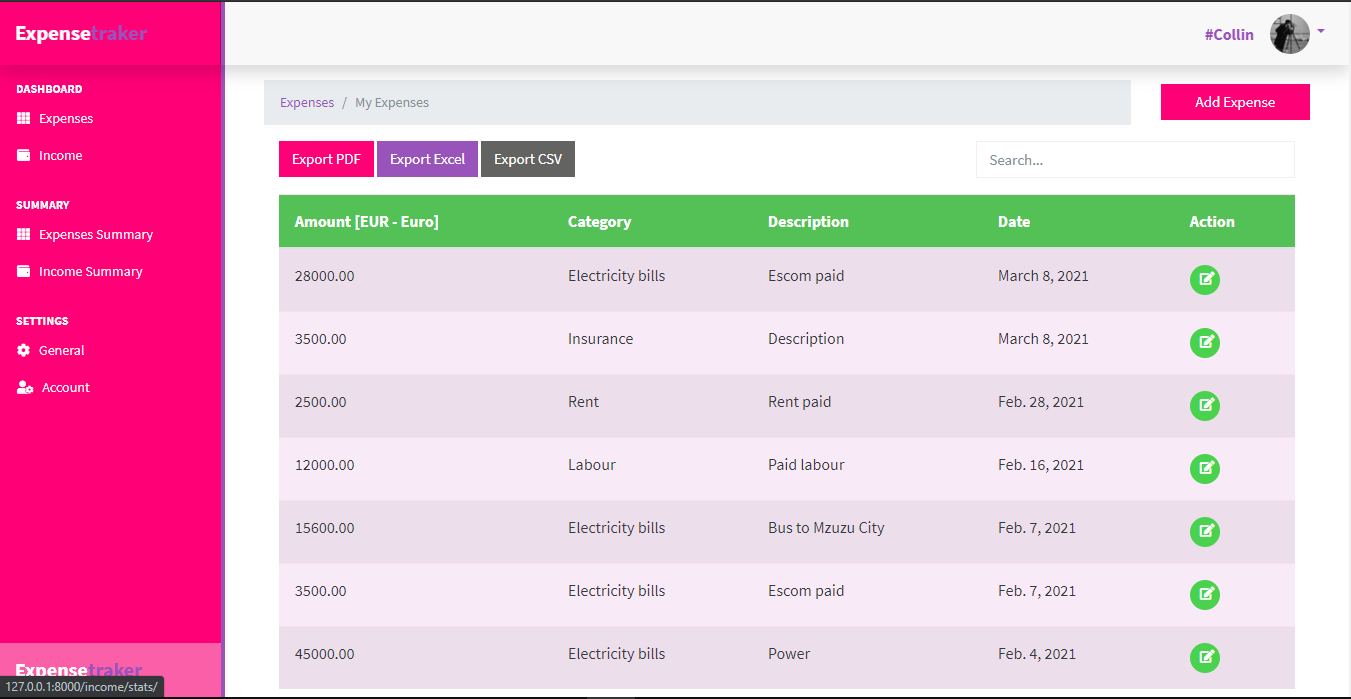 Expensetraker
#Collin
DASHBOARD
Expenses
Income
SUMMARY
Expenses Summary
Income Summary
SETTINGS
General
Account
Expensetraker
127.0.0.1:8000/income/stats/
Expenses / My Expenses
Add Expense
Export PDF Export Excel Export CSV
Search...
Amount [EUR - Euro] Category Description Date Action
28000.00 Electricity bills Escom paid March 8, 2021
3500.00 Insurance Description March 8, 2021
2500.00 Rent Rent paid Feb. 28, 2021
12000.00 Labour Paid labour Feb. 16, 2021
15600.00 Electricity bills Bus to Mzuzu City Feb. 7, 2021
3500.00 Electricity bills Escom paid Feb. 7, 2021
45000.00 Electricity bills Power Feb. 4, 2021